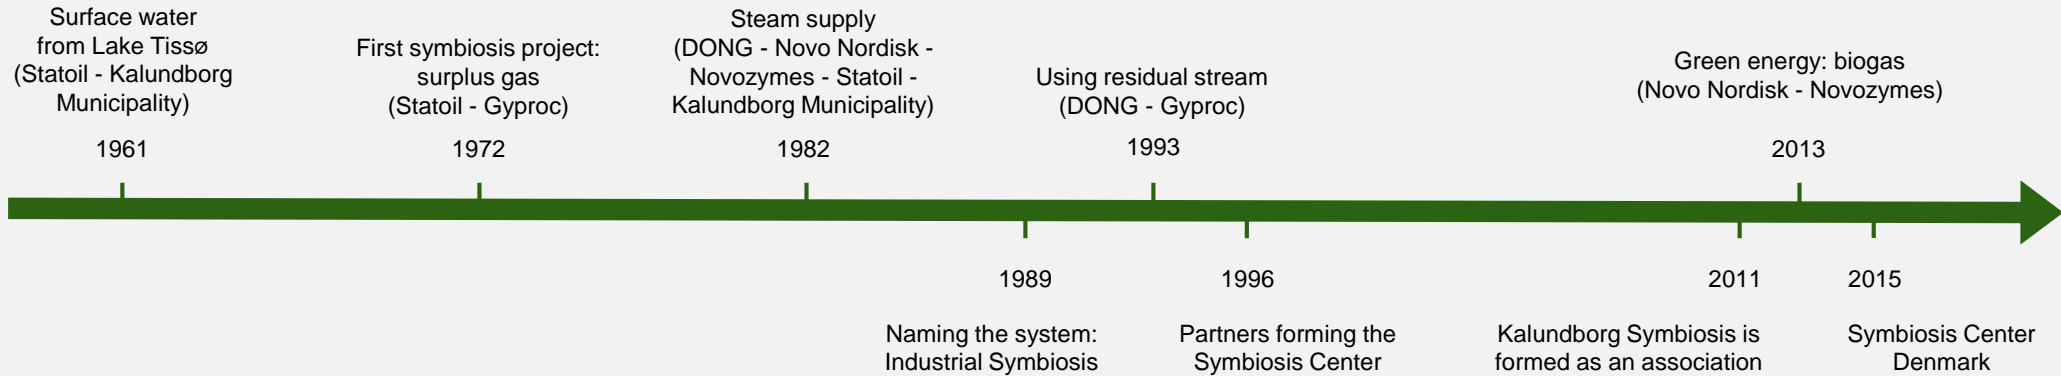 Surface water
from Lake Tissø
(Statoil - Kalundborg
Municipality)
1961
First symbiosis project:
surplus gas
(Statoil - Gyproc)
1972
Steam supply
(DONG - Novo Nordisk -
Novozymes - Statoil -
Kalundborg Municipality)
1982
Using residual stream
(DONG - Gyproc)
1993
Green energy: biogas
(Novo Nordisk - Novozymes)
2013
1989
Naming the system:
Industrial Symbiosis
1996
Partners forming the
Symbiosis Center
2011
Kalundborg Symbiosis is
formed as an association
2015
Symbiosis Center
Denmark